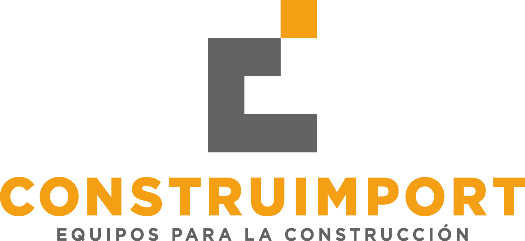 CONSTRUIMPORT
EQUIPOS PARA LA CONSTRUCCIÓN